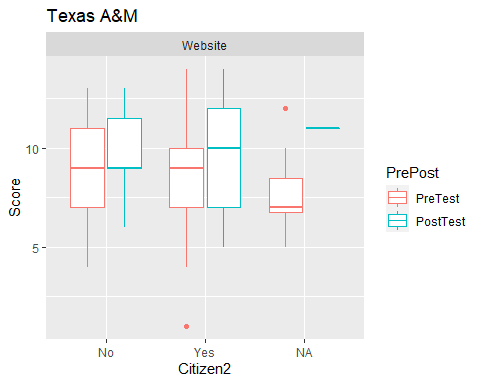 Texas A&M
Website
10
5
Score
No
Yes
NA
Citizen2
PrePost
PreTest
PostTest